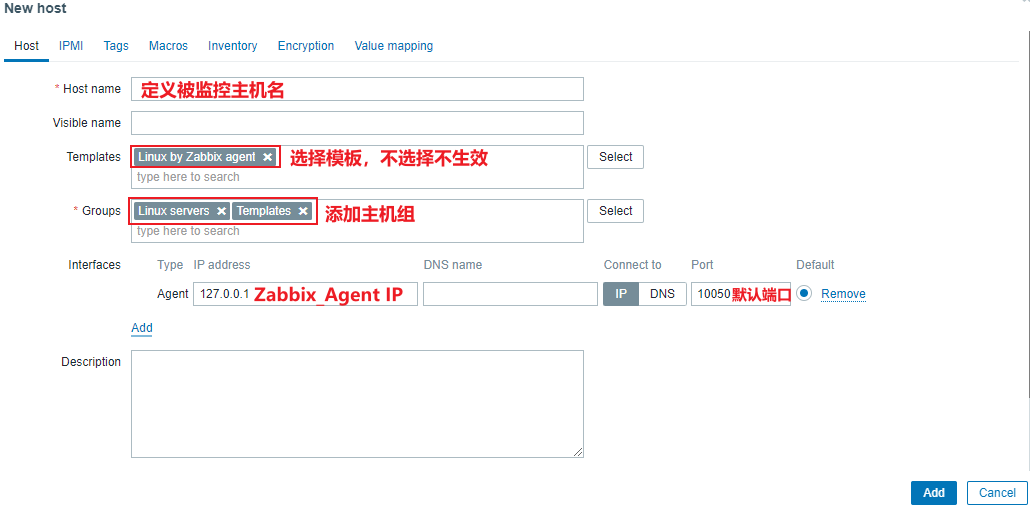 New host
Host IPMI Tags Macros Inventory Encryption Value mapping
* Host name 定义被监控主机名
Visible name
Templates Linux by Zabbix agent × 选择模板，不选择不生效 Select
type here to search
* Groups Linux servers × Templates × 添加主机组 Select
type here to search
Interfaces Type IP address DNS name Connect to Port Default
Agent 127.0.0.1 Zabbix_Agent IP IP DNS 10050 默认端口 Remove
Add
Description
Add Cancel